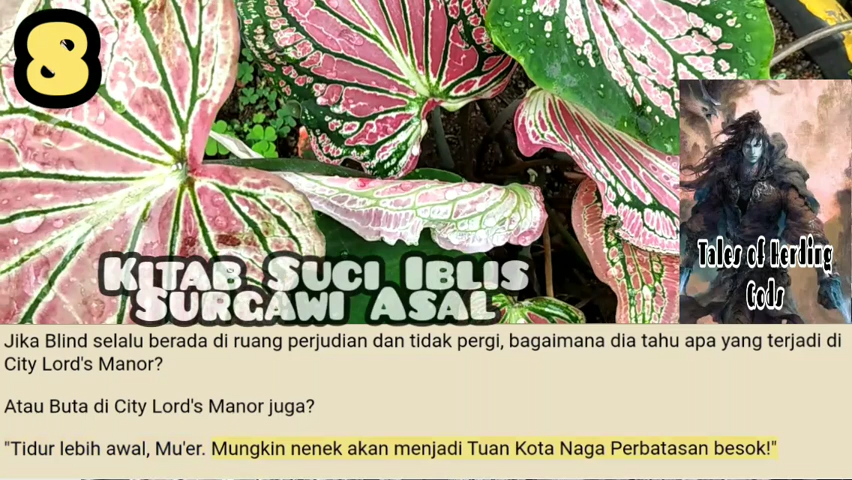 8
KITAB SUCI IBLIS
SURGAWI ASAL
Tales of Herding
Gods
Jika Blind selalu berada di ruang perjudian dan tidak pergi, bagaimana dia tahu apa yang terjadi di
City Lord's Manor?
Atau Buta di City Lord's Manor juga?
"Tidur lebih awal, Mu'er. Mungkin nenek akan menjadi Tuan Kota Naga Perbatasan besok!"